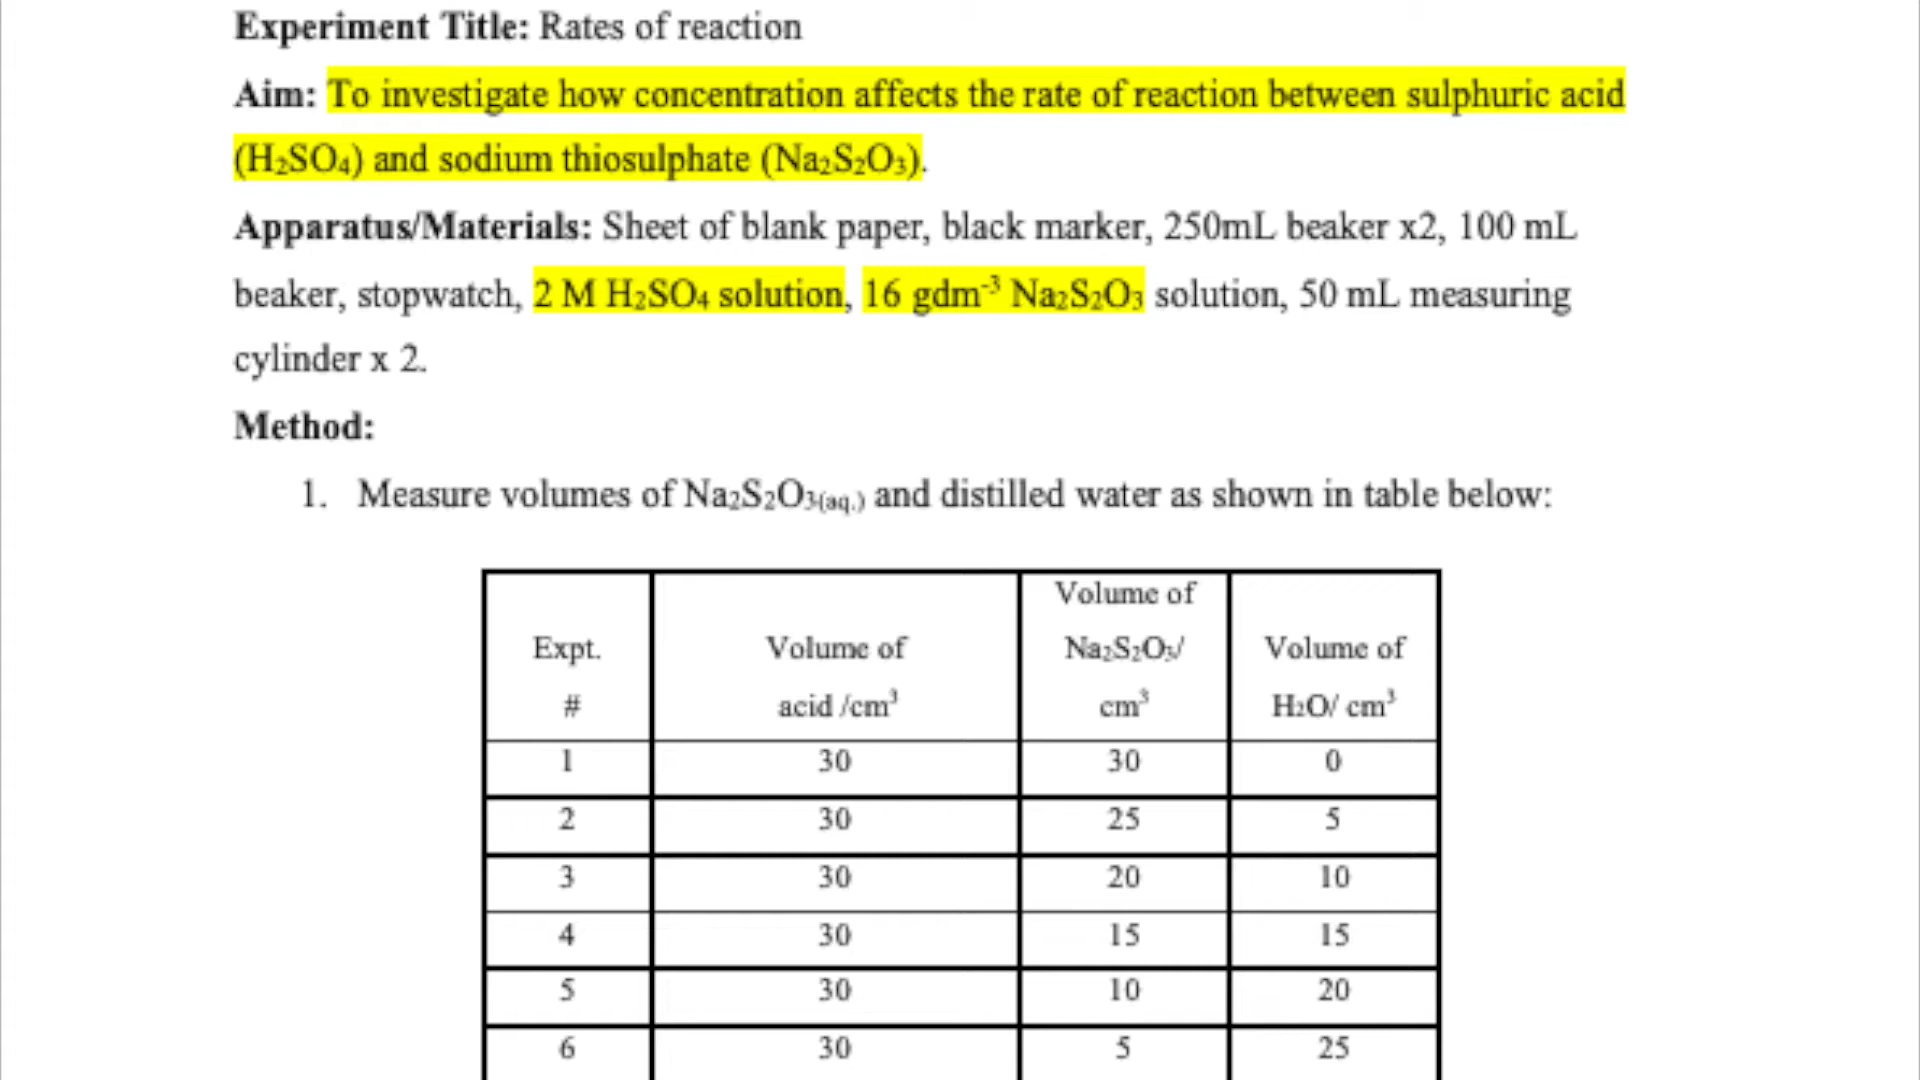 Experiment Title: Rates of reaction
Aim: To investigate how concentration affects the rate of reaction between sulphuric acid
(H₂SO₄) and sodium thiosulphate (Na₂S₂O₃).
Apparatus/Materials: Sheet of blank paper, black marker, 250mL beaker x2, 100 mL
beaker, stopwatch, 2 M H₂SO₄ solution, 16 gdm⁻³ Na₂S₂O₃ solution, 50 mL measuring
cylinder x 2.
Method:
1. Measure volumes of Na₂S₂O₃(aq.) and distilled water as shown in table below:
Expt. # Volume of acid /cm³ Volume of Na₂S₂O₃/ cm³ Volume of H₂O/ cm³
1 30 30 0
2 30 25 5
3 30 20 10
4 30 15 15
5 30 10 20
6 30 5 25